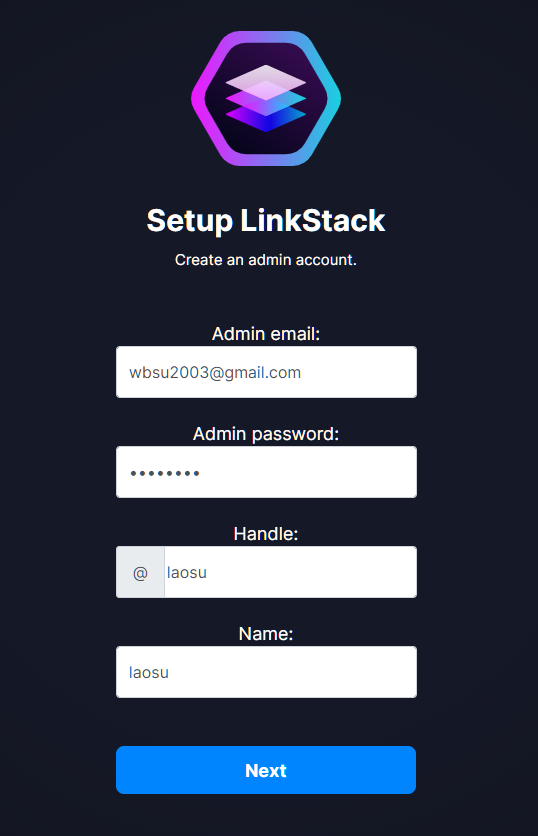 Setup LinkStack
Create an admin account.
Admin email:
wbsu2003@gmail.com
Admin password:
••••••••
Handle:
@ laosu
Name:
laosu
Next